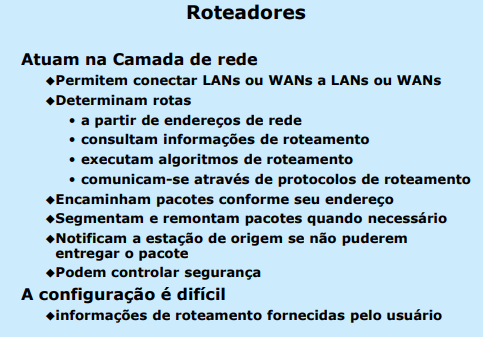 Roteadores
Atuam na Camada de rede
◆Permitem conectar LANs ou WANs a LANs ou WANs
◆Determinam rotas
• a partir de endereços de rede
• consultam informações de roteamento
• executam algoritmos de roteamento
• comunicam-se através de protocolos de roteamento
◆Encaminham pacotes conforme seu endereço
◆Segmentam e remontam pacotes quando necessário
◆Notificam a estação de origem se não puderem
entregar o pacote
◆Podem controlar segurança
A configuração é difícil
◆informações de roteamento fornecidas pelo usuário